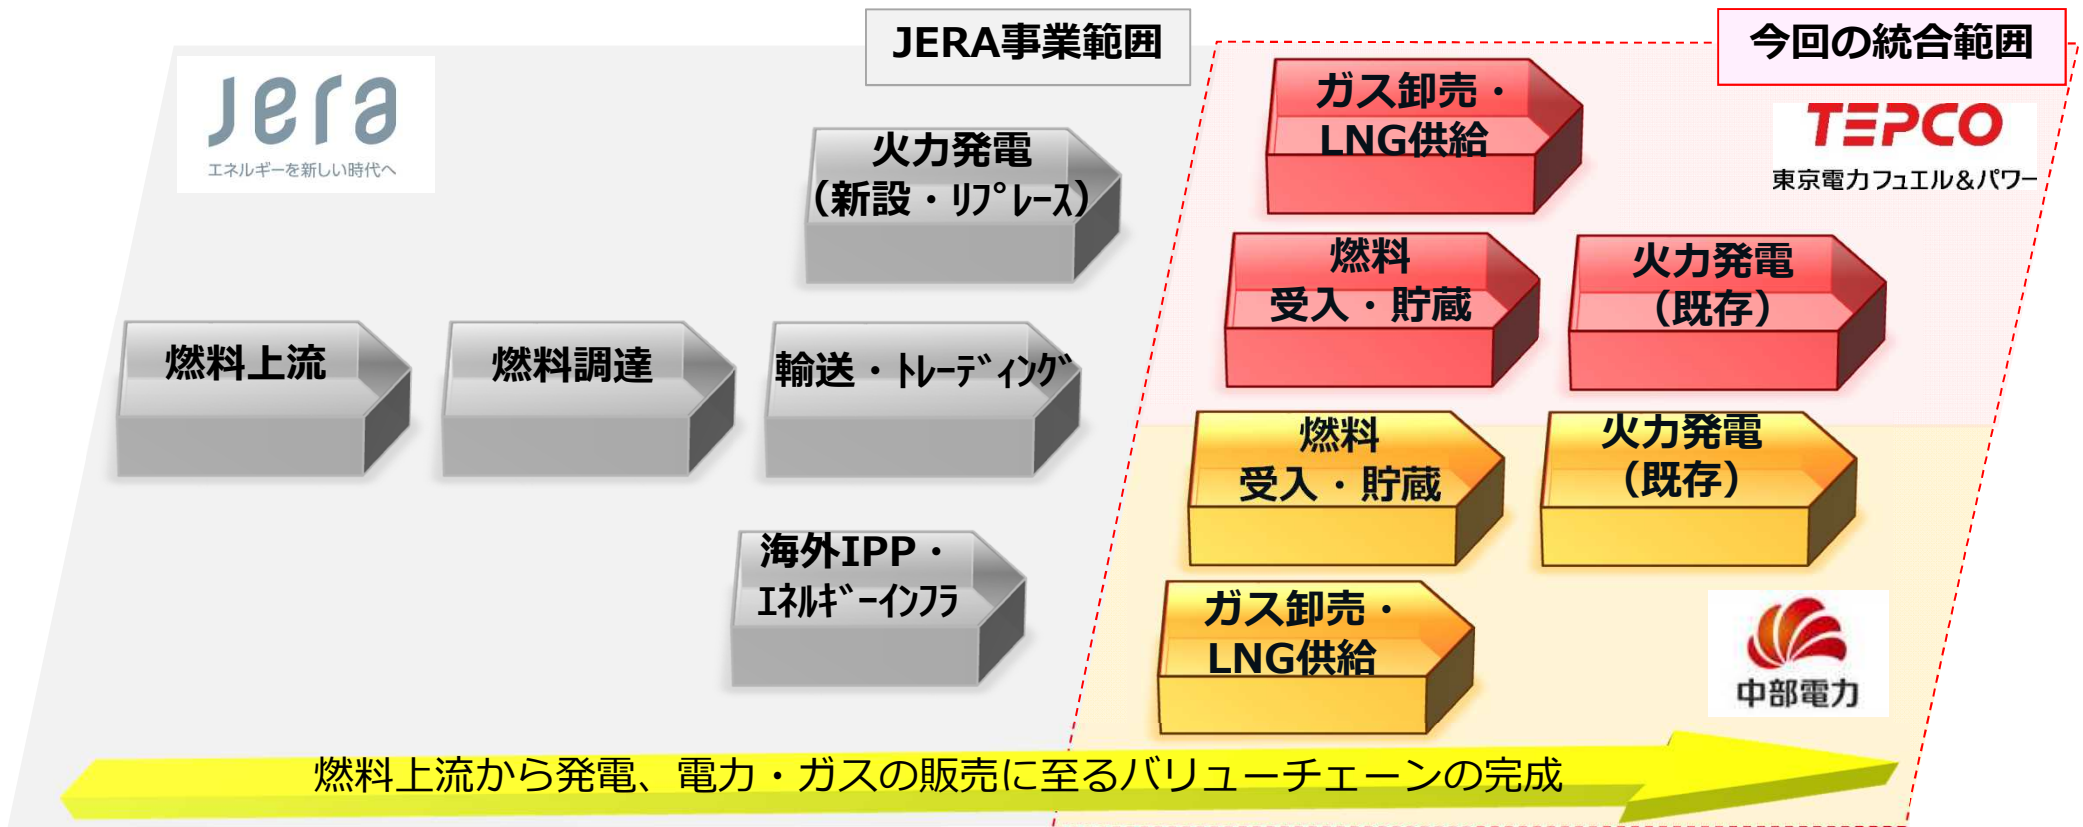 JERA事業範囲
今回の統合範囲
Jera
エネルギーを新しい時代へ
火力発電
（新設・ﾘﾌﾟﾚｰｽ）
燃料上流
燃料調達
輸送・ﾄﾚｰﾃﾞｨﾝｸﾞ
海外IPP・
ｴﾈﾙｷﾞｰｲﾝﾌﾗ
ガス卸売・
LNG供給
TEPCO
東京電力フュエル&パワー
燃料
受入・貯蔵
火力発電
（既存）
燃料
受入・貯蔵
火力発電
（既存）
ガス卸売・
LNG供給
中部電力
燃料上流から発電、電力・ガスの販売に至るバリューチェーンの完成